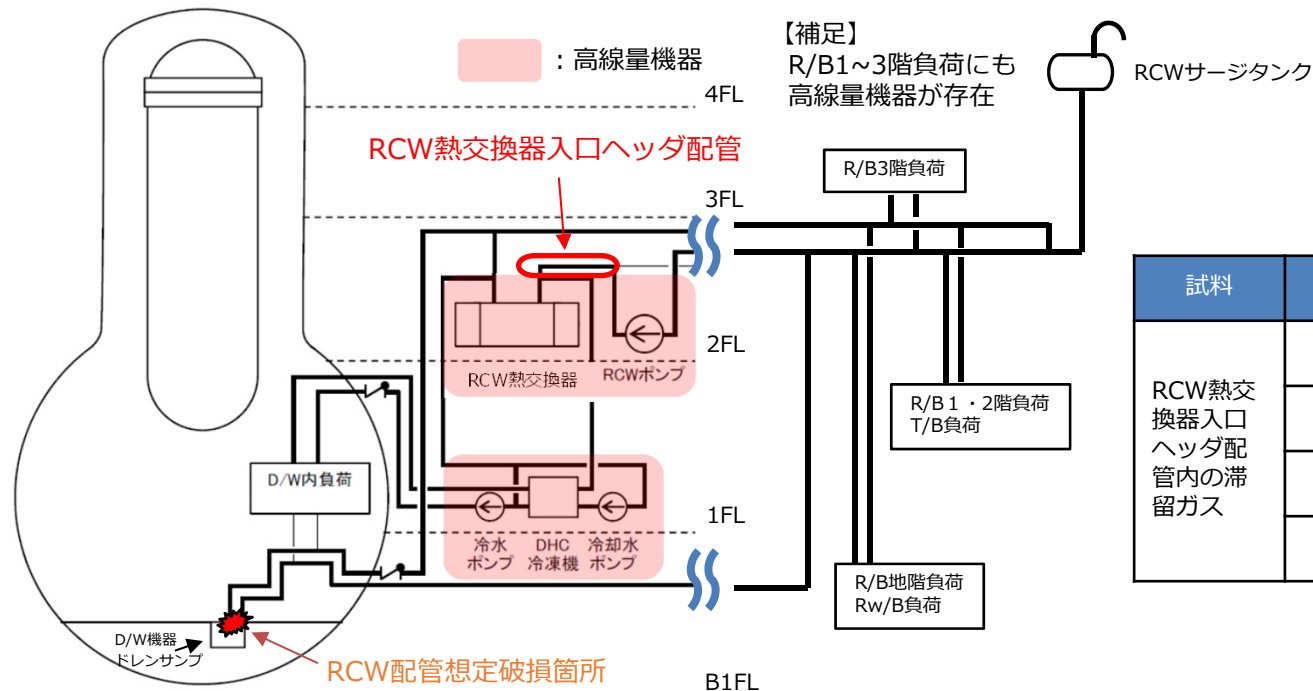 ：高線量機器
【補足】
R/B1~3階負荷にも
高線量機器が存在
RCWサージタンク
4FL
RCW熱交換器入口ヘッダ配管
R/B3階負荷
3FL
試料
2FL
RCW熱交換器
RCWポンプ
R/B１・2階負荷
T/B負荷
RCW熱交
換器入口
ヘッダ配
管内の滞
留ガス
D/W内負荷
1FL
冷水
ポンプ
DHC
冷凍機
冷却水
ポンプ
R/B地階負荷
Rw/B負荷
D/W機器
ドレンサンプ
RCW配管想定破損箇所
B1FL